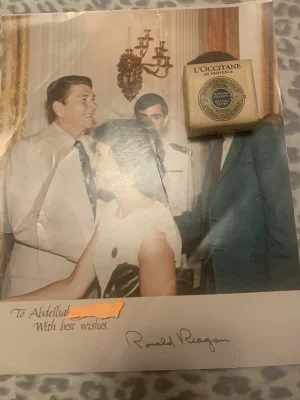 L'OCCITANE
EN PROVENCE
To Abdellial
With best wishes
Ronald Reagan